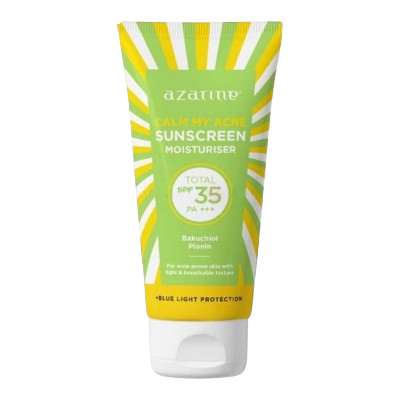 azarine
CALM MY ACNE
SUNSCREEN
MOISTURISER
TOTAL
SPF 35
PA +++
Bakuchiol
Pionin
For acne prone skin with
light & breathable texture
+BLUE LIGHT PROTECTION